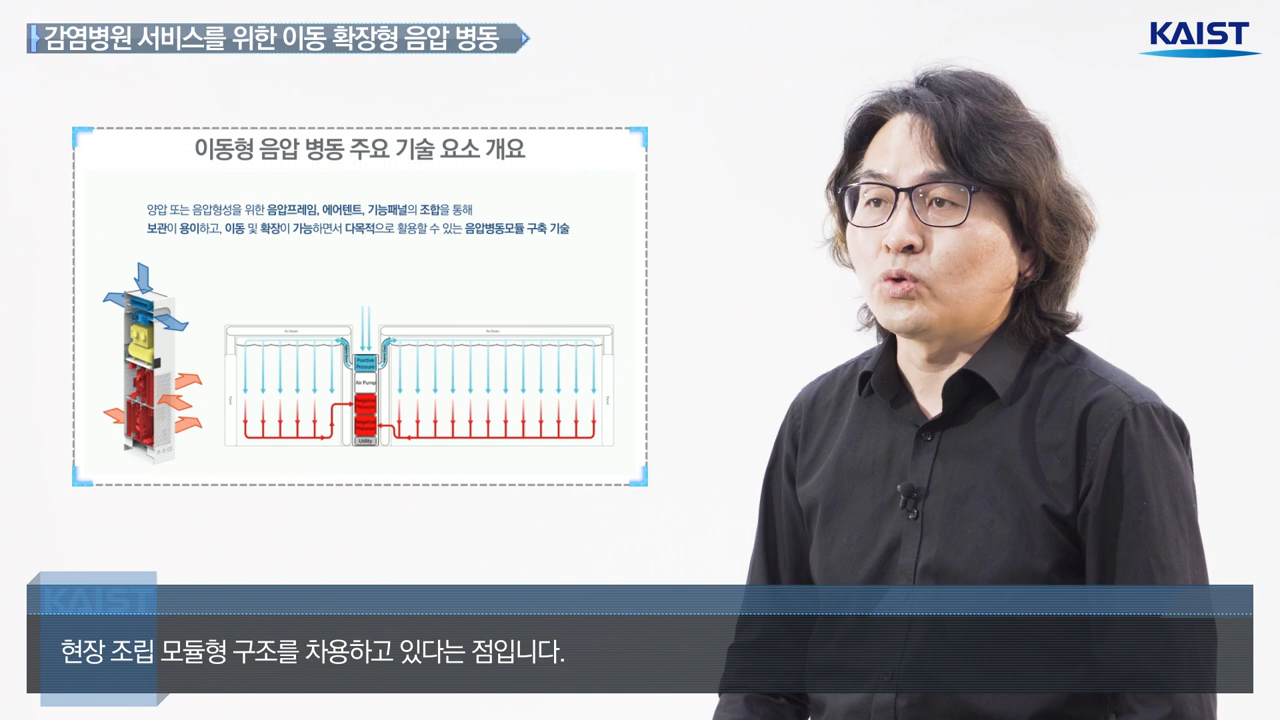 감염병원 서비스를 위한 이동 확장형 음압 병동
KAIST
이동형 음압 병동 주요 기술 요소 개요
양압 또는 음압형성을 위한 음압프레임, 에어텐트, 기능패널의 조합을 통해
보관이 용이하고, 이동 및 확장이 가능하면서 다목적으로 활용할 수 있는 음압병동모듈 구축 기술
Positive
Pressure
Air Pump
Utility
KAIST
현장 조립 모듈형 구조를 차용하고 있다는 점입니다.